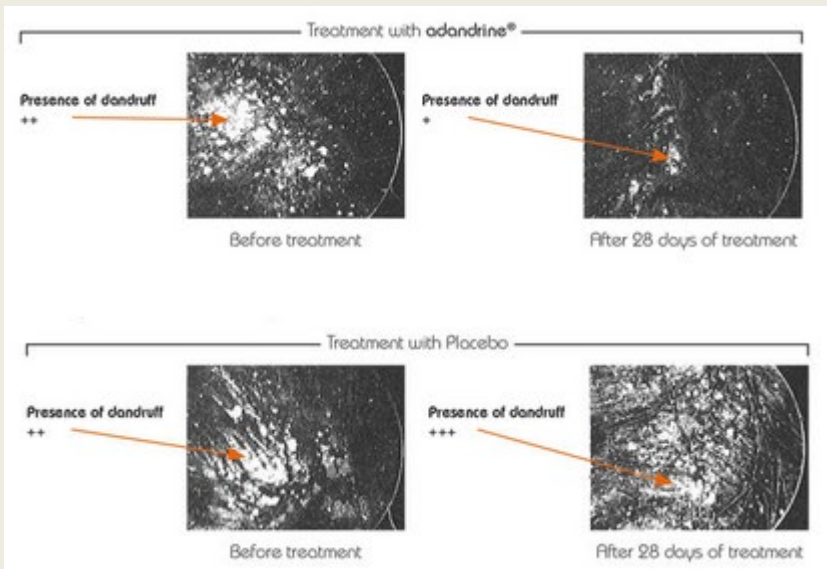 Treatment with adandrine®
Presence of dandruff
++
Presence of dandruff
+
Before treatment
After 28 days of treatment
Treatment with Placebo
Presence of dandruff
++
Presence of dandruff
+++
Before treatment
After 28 days of treatment